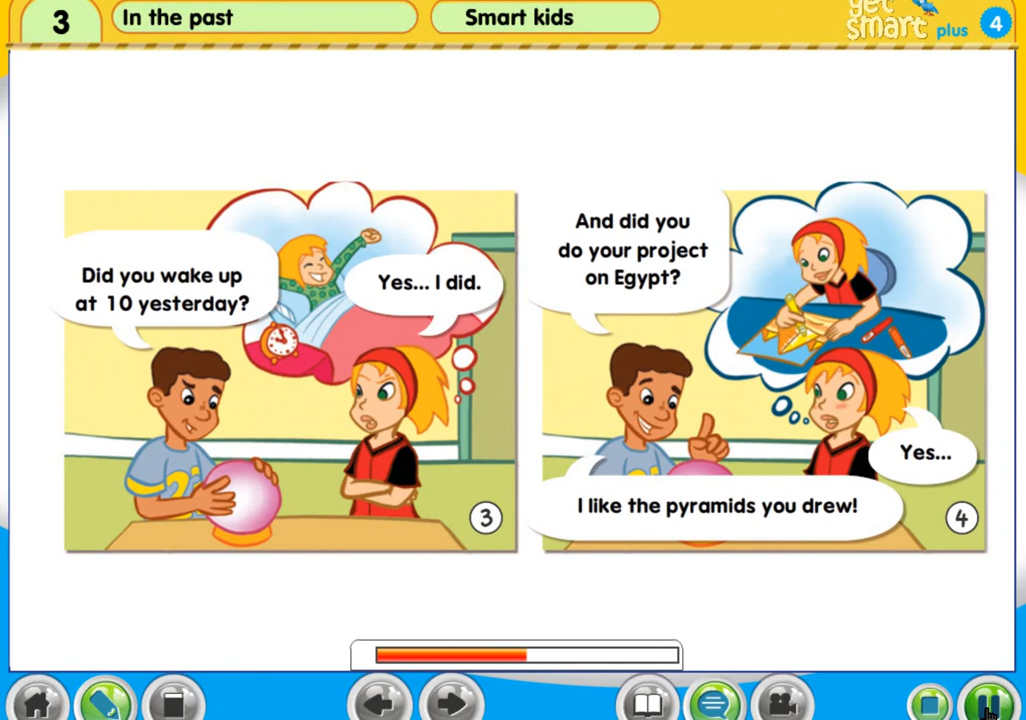 3
In the past
Smart kids
get
smart plus 4
Did you wake up
at 10 yesterday?
Yes... I did.
3
And did you
do your project
on Egypt?
Yes...
I like the pyramids you drew!
4